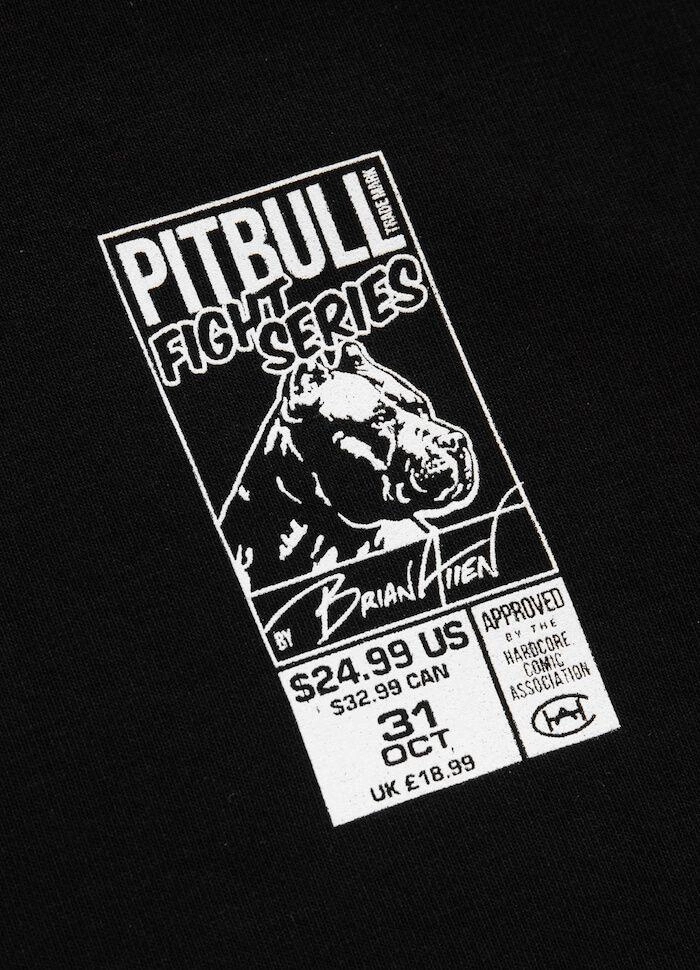 PITBULL
TRADE MARK
FIGHT
SERIES
BY BRIAN AllEN
$24.99 US
$32.99 CAN
31
OCT
UK £18.99
APPROVED
BY THE
HARDCORE
COMIC
ASSOCIATION